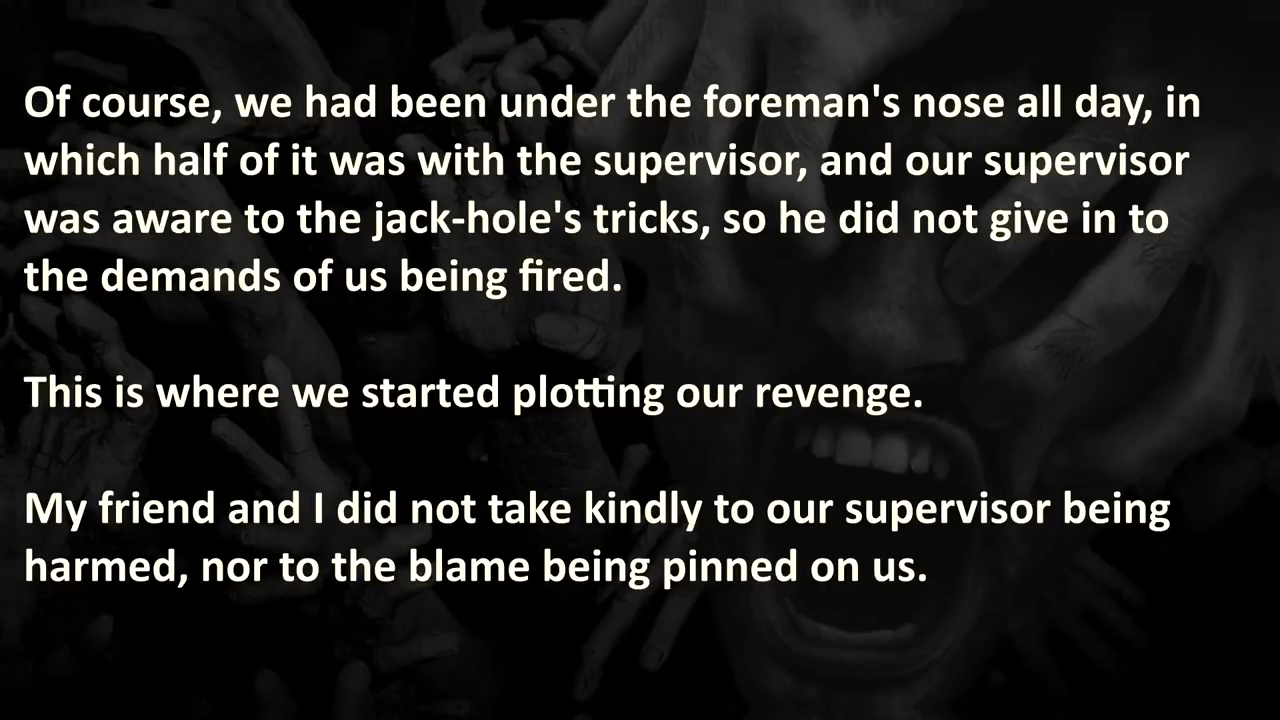 Of course, we had been under the foreman's nose all day, in
which half of it was with the supervisor, and our supervisor
was aware to the jack-hole's tricks, so he did not give in to
the demands of us being fired.
This is where we started plotting our revenge.
My friend and I did not take kindly to our supervisor being
harmed, nor to the blame being pinned on us.